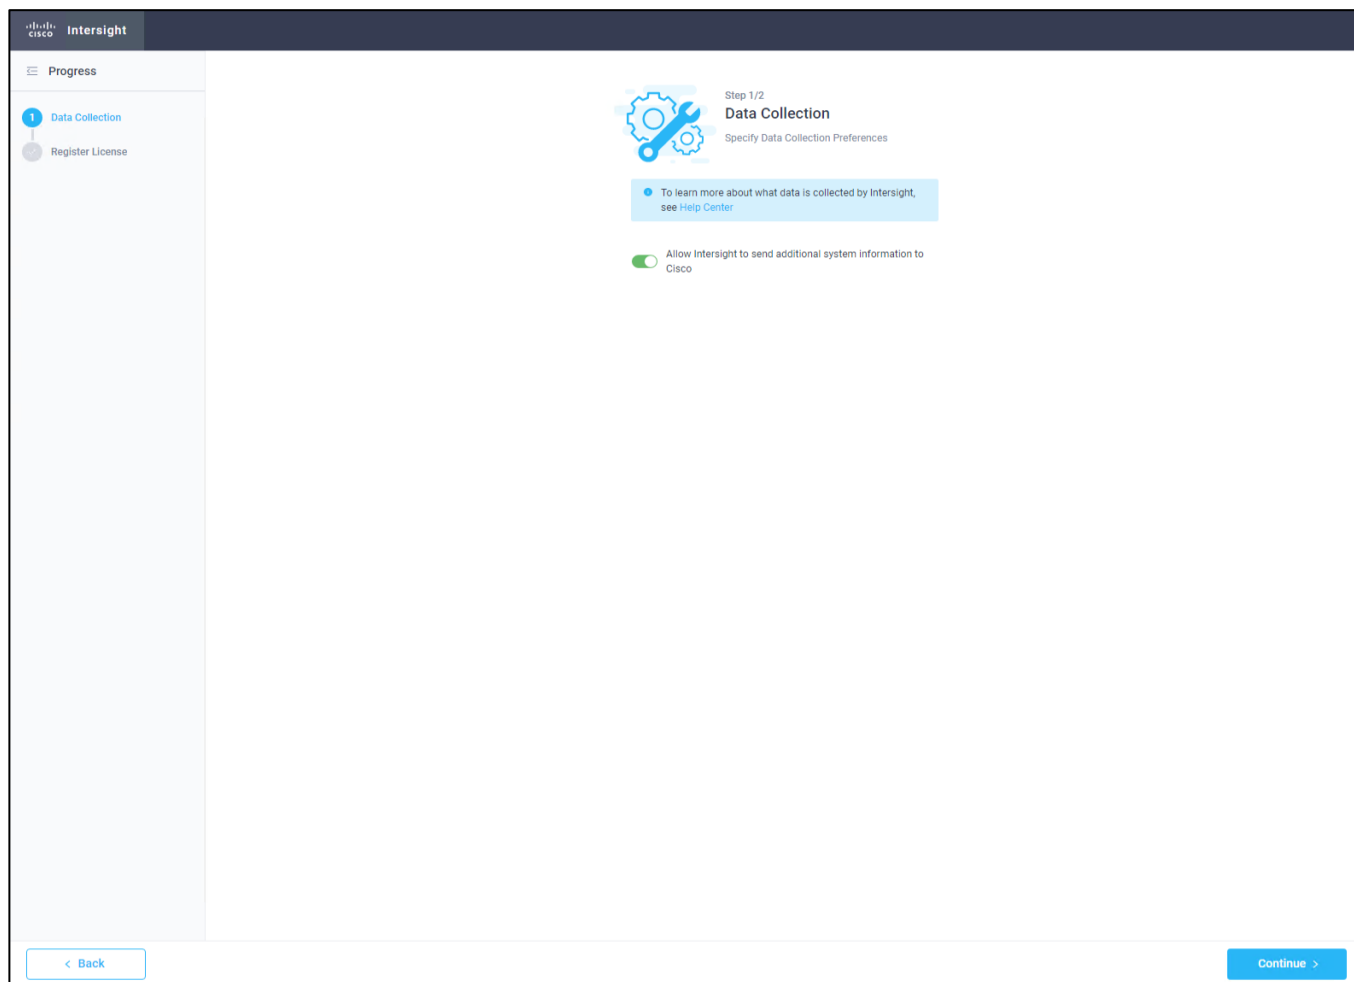 cisco Intersight
Progress
1 Data Collection
Register License
Step 1/2
Data Collection
Specify Data Collection Preferences
To learn more about what data is collected by Intersight,
see Help Center
Allow Intersight to send additional system information to
Cisco
< Back
Continue >